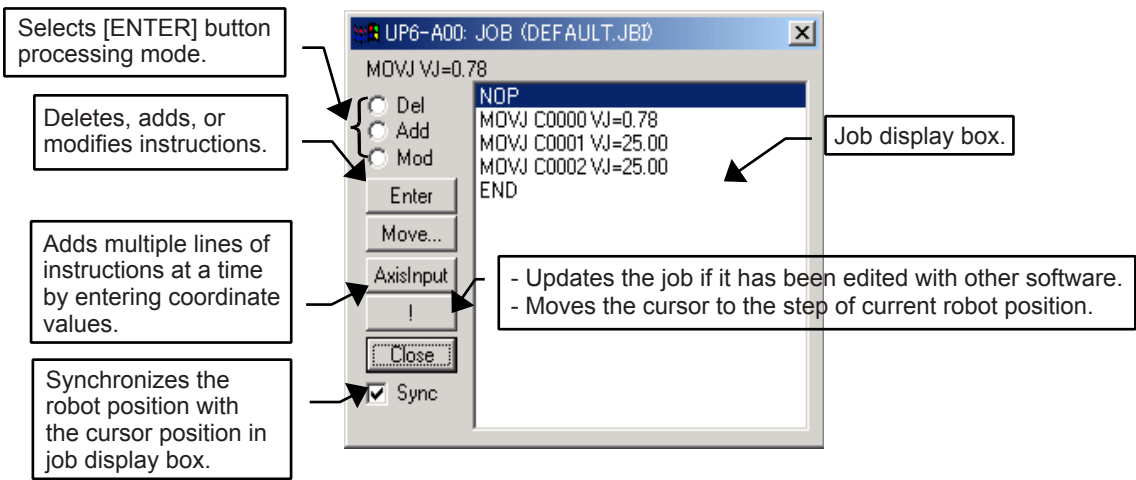 Selects [ENTER] button
processing mode.
Deletes, adds, or
modifies instructions.
Adds multiple lines of
instructions at a time
by entering coordinate
values.
Synchronizes the
robot position with
the cursor position in
job display box.
UP6-A00: JOB (DEFAULT.JBI)
MOVJ VJ=0.78
Del
Add
Mod
Enter
Move...
AxisInput
!
Close
Sync
NOP
MOVJ C0000 VJ=0.78
MOVJ C0001 VJ=25.00
MOVJ C0002 VJ=25.00
END
Job display box.
- Updates the job if it has been edited with other software.
- Moves the cursor to the step of current robot position.